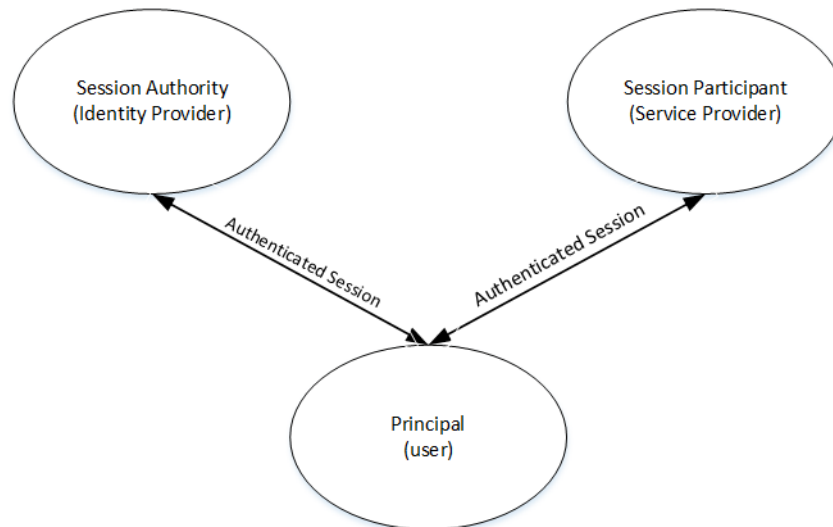 Session Authority
(Identity Provider)
Session Participant
(Service Provider)
Authenticated Session
Authenticated Session
Principal
(user)